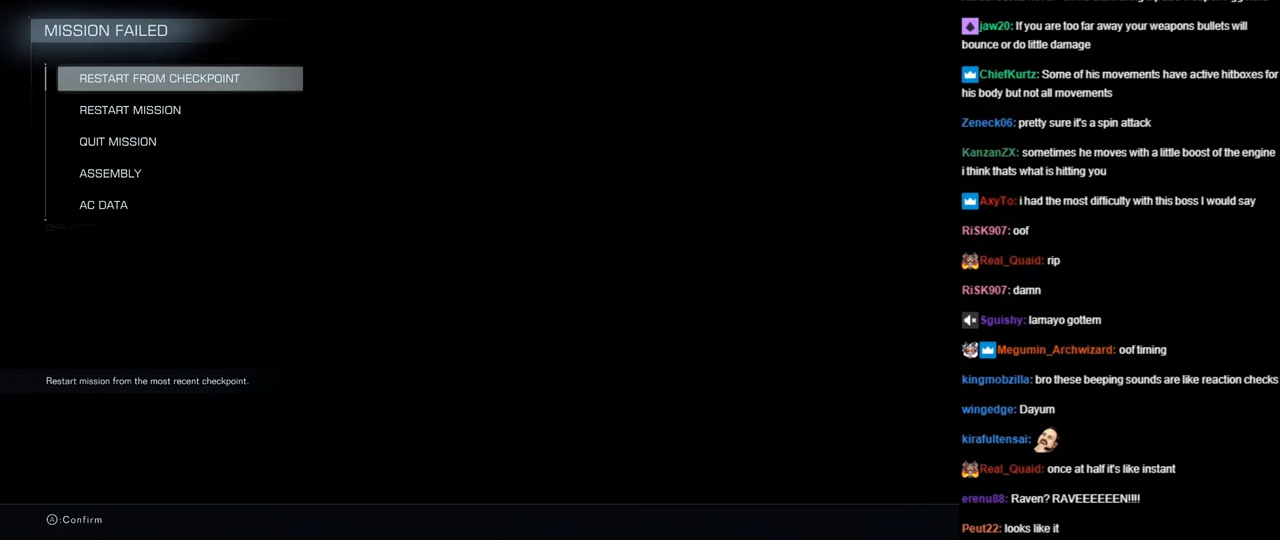 MISSION FAILED
RESTART FROM CHECKPOINT
RESTART MISSION
QUIT MISSION
ASSEMBLY
AC DATA
Restart mission from the most recent checkpoint.
A:Confirm
jaw20: If you are too far away your weapons bullets will
bounce or do little damage
ChiefKurtz: Some of his movements have active hitboxes for
his body but not all movements
Zeneck06: pretty sure it's a spin attack
KanzanZX: sometimes he moves with a little boost of the engine
i think thats what is hitting you
AxyTo: i had the most difficulty with this boss I would say
RiSK907: oof
Real_Quaid: rip
RiSK907: damn
Sguishy: lamayo gottem
Megumin_Archwizard: oof timing
kingmobzilla: bro these beeping sounds are like reaction checks
wingedge: Dayum
kirafultensai:
Real_Quaid: once at half it's like instant
erenu88: Raven? RAVEEEEEEN!!!!
Peut22: looks like it